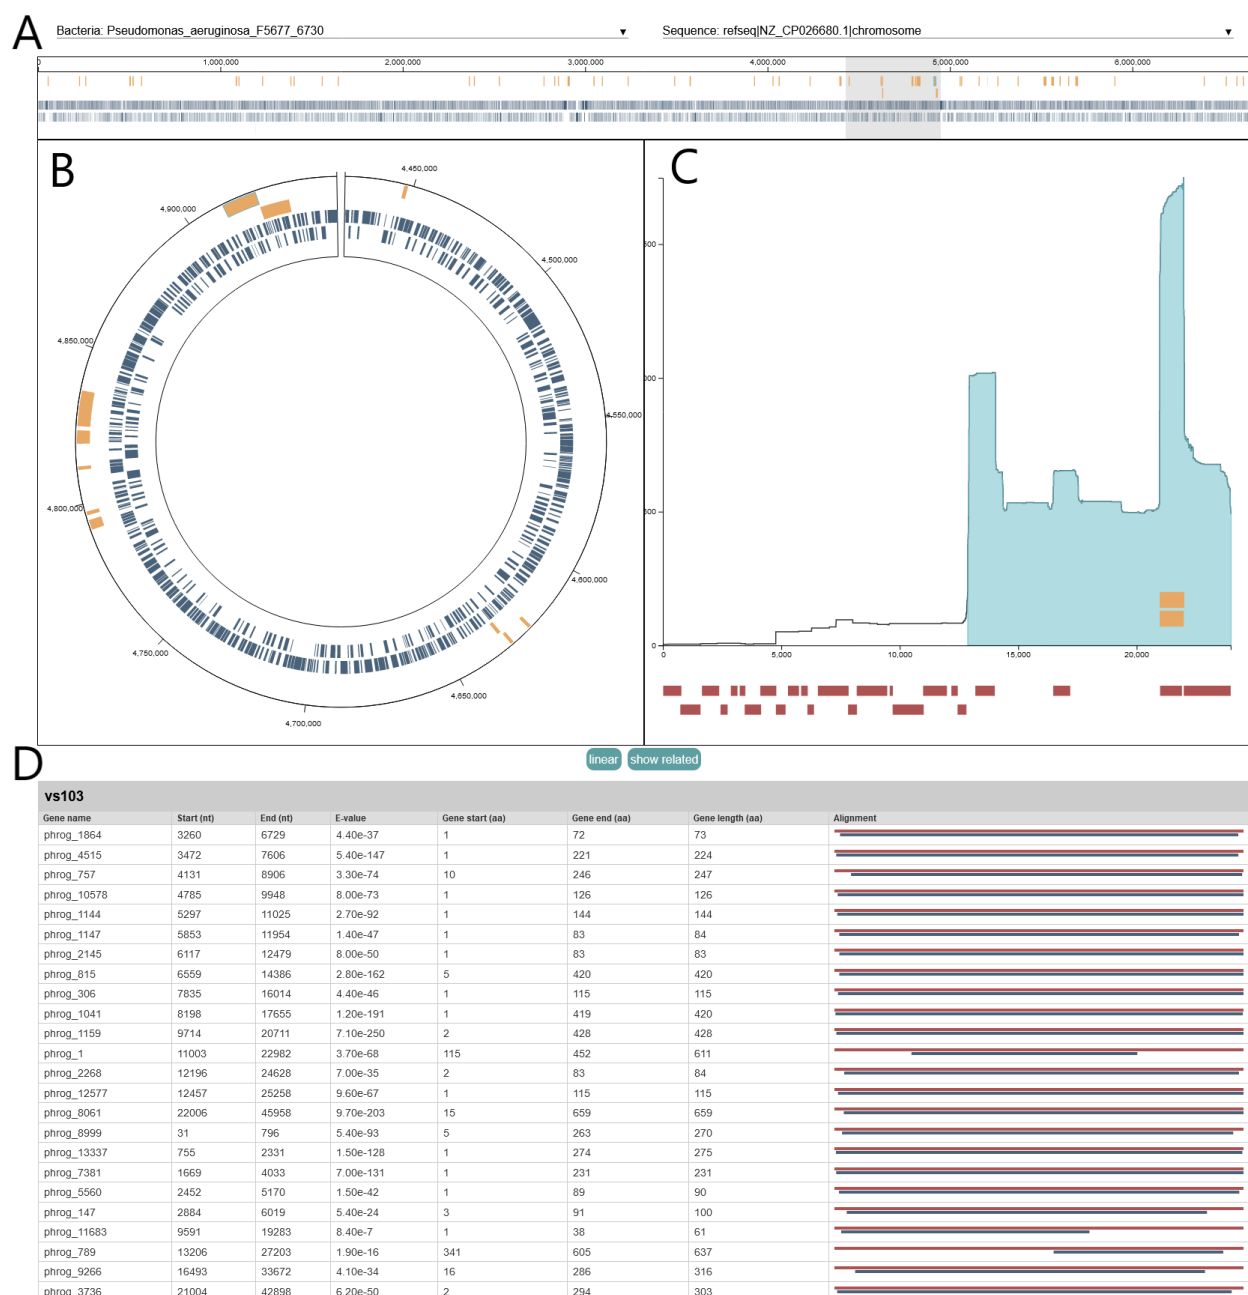 A
Bacteria: Pseudomonas_aeruginosa_F5677_6730 ▼ Sequence: refseq|NZ_CP026680.1|chromosome ▼
0 1,000,000 2,000,000 3,000,000 4,000,000 5,000,000 6,000,000
B
4,450,000
4,500,000
4,550,000
4,600,000
4,650,000
4,700,000
4,750,000
4,800,000
4,850,000
4,900,000
C
0
0 5,000 10,000 15,000 20,000
D
linear show related
vs103
Gene name Start (nt) End (nt) E-value Gene start (aa) Gene end (aa) Gene length (aa) Alignment
phrog_1864 3260 6729 4.40e-37 1 72 73
phrog_4515 3472 7606 5.40e-147 1 221 224
phrog_757 4131 8906 3.30e-74 10 246 247
phrog_10578 4785 9948 8.00e-73 1 126 126
phrog_1144 5297 11025 2.70e-92 1 144 144
phrog_1147 5853 11954 1.40e-47 1 83 84
phrog_2145 6117 12479 8.00e-50 1 83 83
phrog_815 6559 14386 2.80e-162 5 420 420
phrog_306 7835 16014 4.40e-46 1 115 115
phrog_1041 8198 17655 1.20e-191 1 419 420
phrog_1159 9714 20711 7.10e-250 2 428 428
phrog_1 11003 22982 3.70e-68 115 452 611
phrog_2268 12196 24628 7.00e-35 2 83 84
phrog_12577 12457 25258 9.60e-67 1 115 115
phrog_8061 22006 45958 9.70e-203 15 659 659
phrog_8999 31 796 5.40e-93 5 263 270
phrog_13337 755 2331 1.50e-128 1 274 275
phrog_7381 1669 4033 7.00e-131 1 231 231
phrog_5560 2452 5170 1.50e-42 1 89 90
phrog_147 2884 6019 5.40e-24 3 91 100
phrog_11683 9591 19283 8.40e-7 1 38 61
phrog_789 13206 27203 1.90e-16 341 605 637
phrog_9266 16493 33672 4.10e-34 16 286 316
phrog_3736 21004 42898 6.20e-50 2 294 303